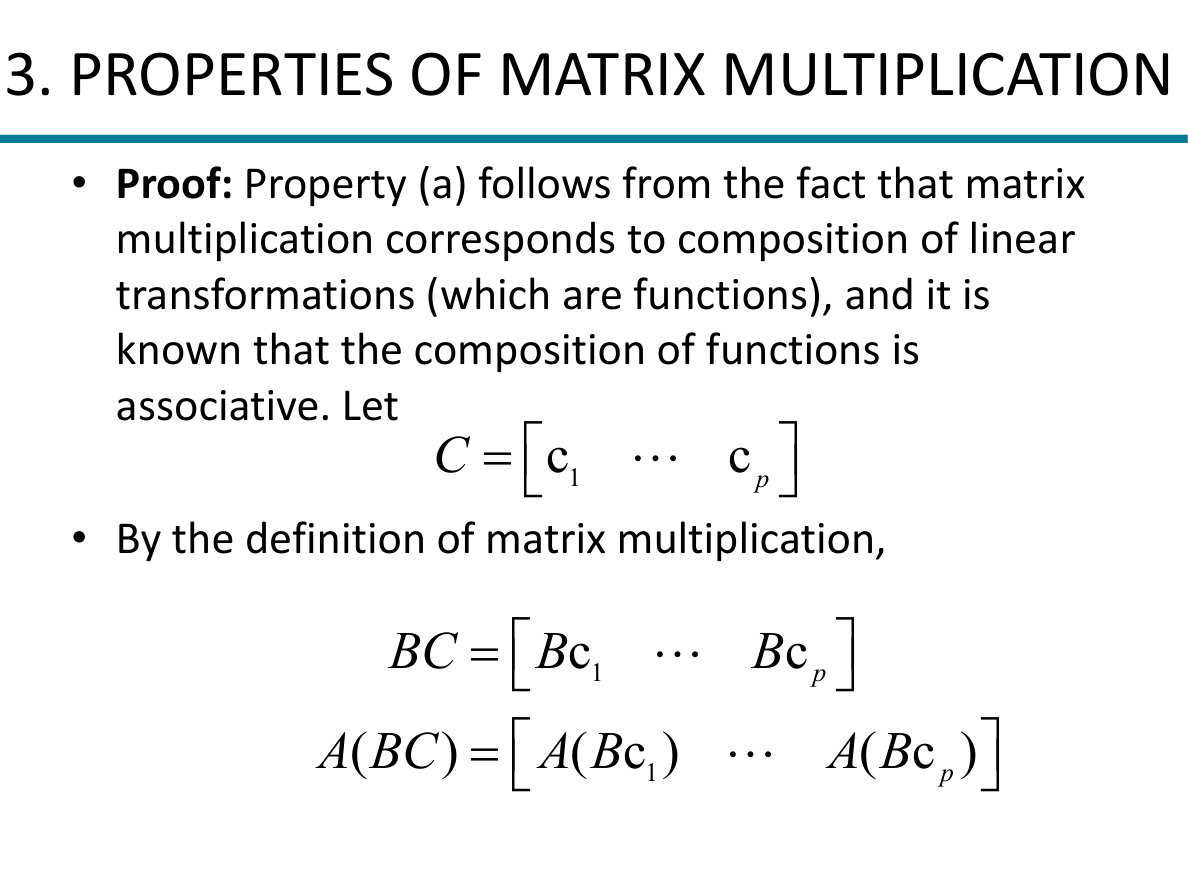 3. PROPERTIES OF MATRIX MULTIPLICATION
• Proof: Property (a) follows from the fact that matrix
multiplication corresponds to composition of linear
transformations (which are functions), and it is
known that the composition of functions is
associative. Let
C = [c₁ ⋯ cₚ]
• By the definition of matrix multiplication,
BC = [Bc₁ ⋯ Bcₚ]
A(BC) = [A(Bc₁) ⋯ A(Bcₚ)]